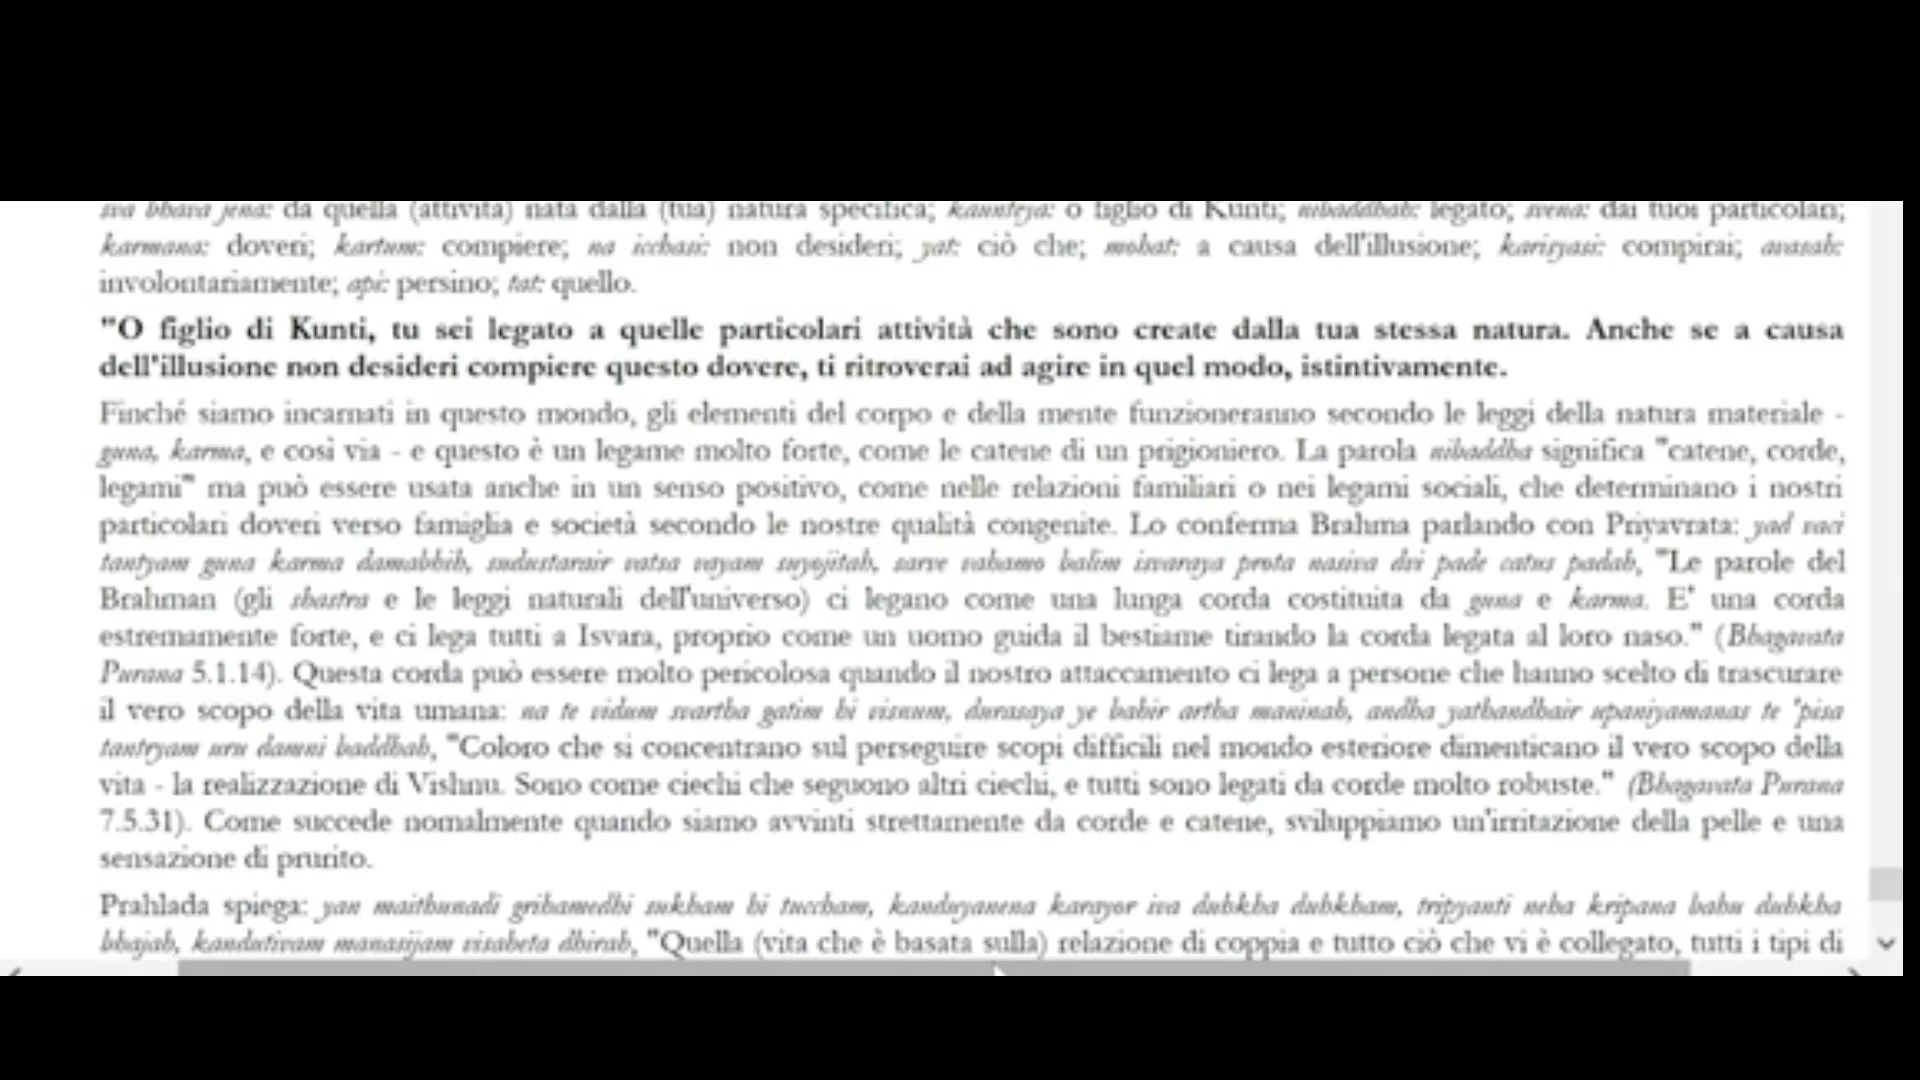 sva bhava jena: da quella (attività) nata dalla (tua) natura specifica; kaunteya: o figlio di Kunti; nibaddhah: legato; svena: dai tuoi particolari;
karmana: doveri; kartum: compiere; na icchasi: non desideri; yat: ciò che; mohat: a causa dell'illusione; karisyasi: compirai; avasah:
involontariamente; api: persino; tat: quello.
"O figlio di Kunti, tu sei legato a quelle particolari attività che sono create dalla tua stessa natura. Anche se a causa
dell'illusione non desideri compiere questo dovere, ti ritroverai ad agire in quel modo, istintivamente.
Finché siamo incarnati in questo mondo, gli elementi del corpo e della mente funzioneranno secondo le leggi della natura materiale -
guna, karma, e così via - e questo è un legame molto forte, come le catene di un prigioniero. La parola nibaddha significa "catene, corde,
legami" ma può essere usata anche in un senso positivo, come nelle relazioni familiari o nei legami sociali, che determinano i nostri
particolari doveri verso famiglia e società secondo le nostre qualità congenite. Lo conferma Brahma parlando con Priyavrata: yad vaci
tantyam guna karma damabhih, sudustarair vatsa vayam suyojitah, sarve vahamo balim isvaraya prota nasiva dvi pade catus padah, "Le parole del
Brahman (gli shastra e le leggi naturali dell'universo) ci legano come una lunga corda costituita da guna e karma. E' una corda
estremamente forte, e ci lega tutti a Isvara, proprio come un uomo guida il bestiame tirando la corda legata al loro naso." (Bhagavata
Purana 5.1.14). Questa corda può essere molto pericolosa quando il nostro attaccamento ci lega a persone che hanno scelto di trascurare
il vero scopo della vita umana: na te vidum svartha gatim hi visnum, durasaya ye bahir artha maninah, andha yathandhair upaniyamanas te 'pisa
tantryam uru damni baddhah, "Coloro che si concentrano sul perseguire scopi difficili nel mondo esteriore dimenticano il vero scopo della
vita - la realizzazione di Vishnu. Sono come ciechi che seguono altri ciechi, e tutti sono legati da corde molto robuste." (Bhagavata Purana
7.5.31). Come succede nomalmente quando siamo avvinti strettamente da corde e catene, sviluppiamo un'irritazione della pelle e una
sensazione di prurito.
Prahlada spiega: yan maithunadi grihamedhi sukham hi tuccham, kanduyanena karayor iva duhkha duhkham, tripyanti neha kripana bahu duhkha
bhajah, kandutivam manasijam visaheta dhirah, "Quella (vita che è basata sulla) relazione di coppia e tutto ciò che vi è collegato, tutti i tipi di